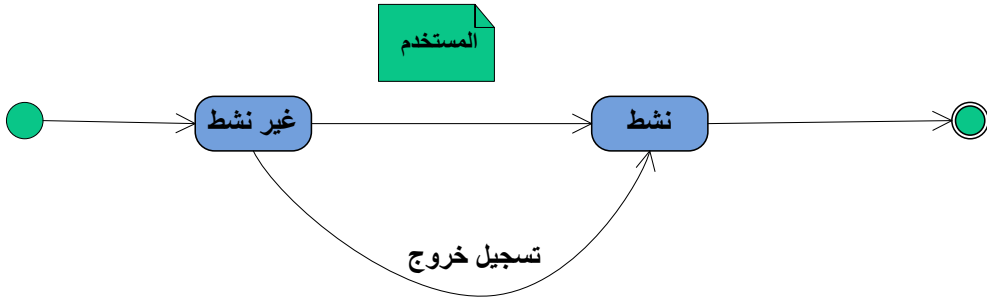 المستخدم
غير نشط
نشط
تسجيل خروج